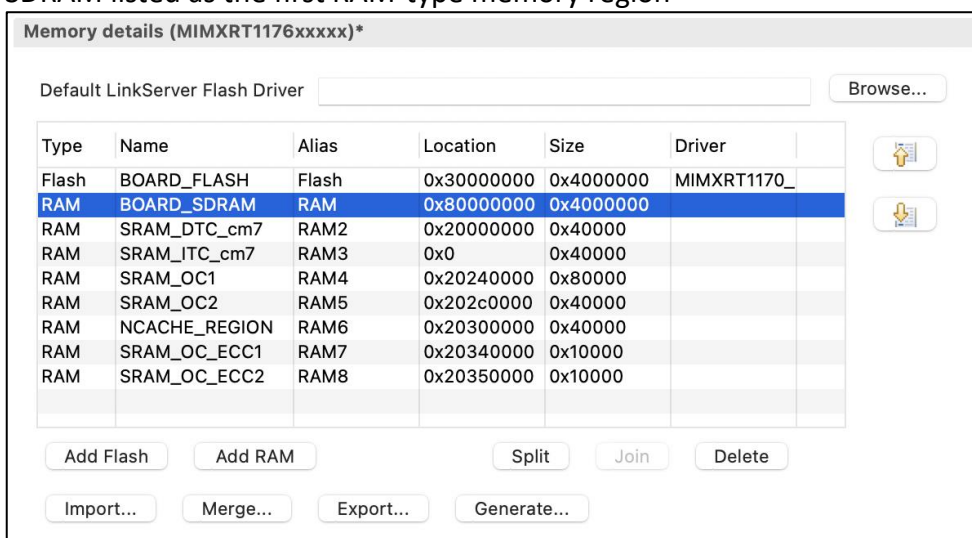 SDRAM listed as the first RAM-type memory region
Memory details (MIMXRT1176xxxxx)*
Default LinkServer Flash Driver Browse...
Type Name Alias Location Size Driver
Flash BOARD_FLASH Flash 0x30000000 0x4000000 MIMXRT1170_
RAM BOARD_SDRAM RAM 0x80000000 0x4000000
RAM SRAM_DTC_cm7 RAM2 0x20000000 0x40000
RAM SRAM_ITC_cm7 RAM3 0x0 0x40000
RAM SRAM_OC1 RAM4 0x20240000 0x80000
RAM SRAM_OC2 RAM5 0x202c0000 0x40000
RAM NCACHE_REGION RAM6 0x20300000 0x40000
RAM SRAM_OC_ECC1 RAM7 0x20340000 0x10000
RAM SRAM_OC_ECC2 RAM8 0x20350000 0x10000
Add Flash Add RAM Split Join Delete
Import... Merge... Export... Generate...